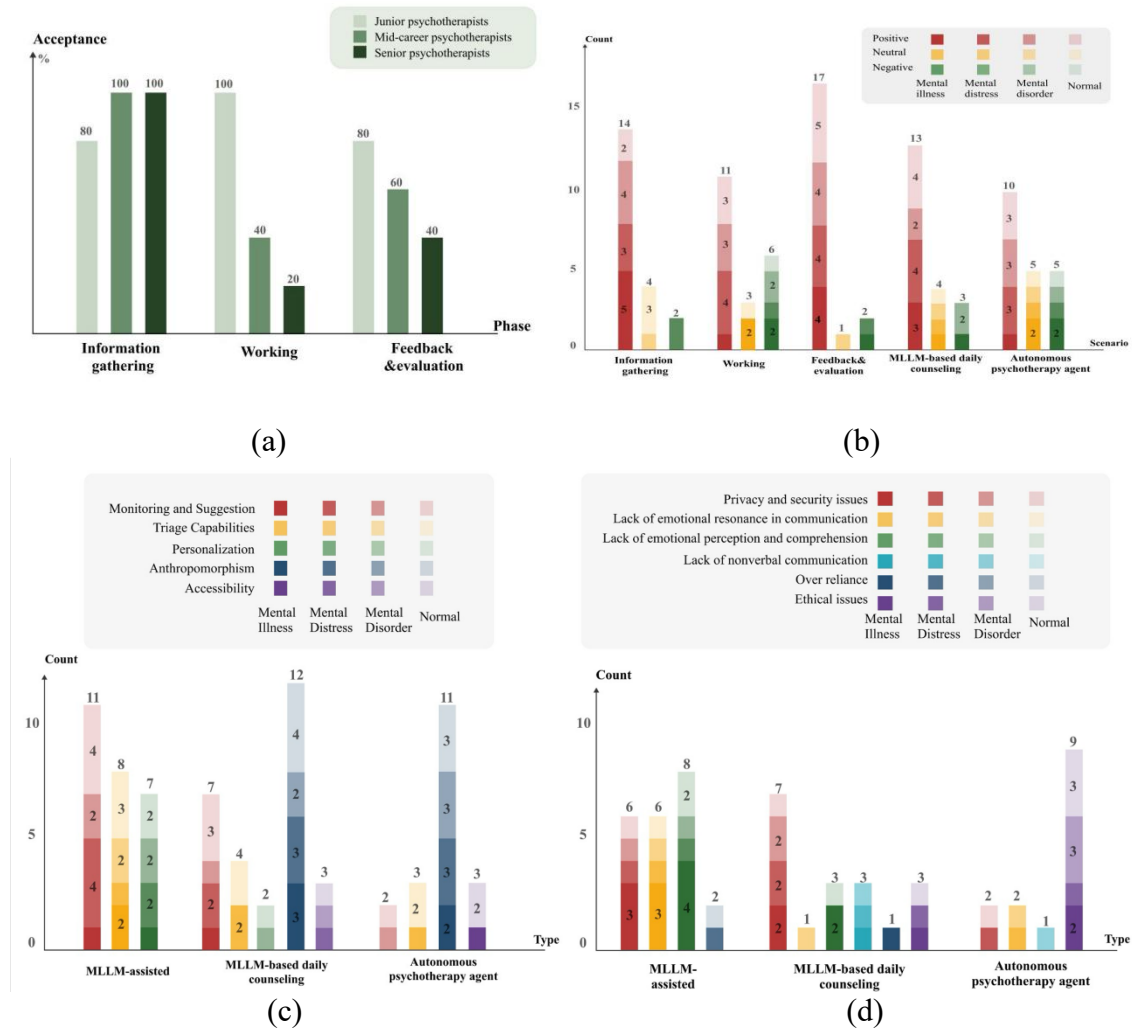 Junior psychotherapists
Mid-career psychotherapists
Senior psychotherapists
Acceptance
%
80
100
100
100
40
20
80
60
40
Phase
Information
gathering
Working
Feedback
&evaluation
(a)
Count
Positive
Neutral
Negative
Mental
illness
Mental
distress
Mental
disorder
Normal
15
10
5
0
14
2
4
3
5
4
3
2
11
3
3
4
3
2
6
2
2
17
5
4
4
4
1
2
13
4
2
4
3
4
3
2
10
3
3
3
5
2
5
2
Scenario
Information
gathering
Working
Feedback&
evaluation
MLLM-based daily
counseling
Autonomous
psychotherapy agent
(b)
Monitoring and Suggestion
Triage Capabilities
Personalization
Anthropomorphism
Accessibility
Mental
Illness
Mental
Distress
Mental
Disorder
Normal
Count
10
5
0
11
4
2
4
8
3
2
2
7
2
2
2
7
3
2
4
2
2
12
4
2
3
3
3
2
3
2
11
3
3
3
2
3
2
Type
MLLM-assisted
MLLM-based daily
counseling
Autonomous
psychotherapy agent
(c)
Privacy and security issues
Lack of emotional resonance in communication
Lack of emotional perception and comprehension
Lack of nonverbal communication
Over reliance
Ethical issues
Mental
Illness
Mental
Distress
Mental
Disorder
Normal
Count
10
5
0
6
3
6
3
8
2
4
2
7
2
2
2
1
3
2
3
1
3
2
2
1
9
3
3
2
Type
MLLM-
assisted
MLLM-based daily
counseling
Autonomous
psychotherapy agent
(d)